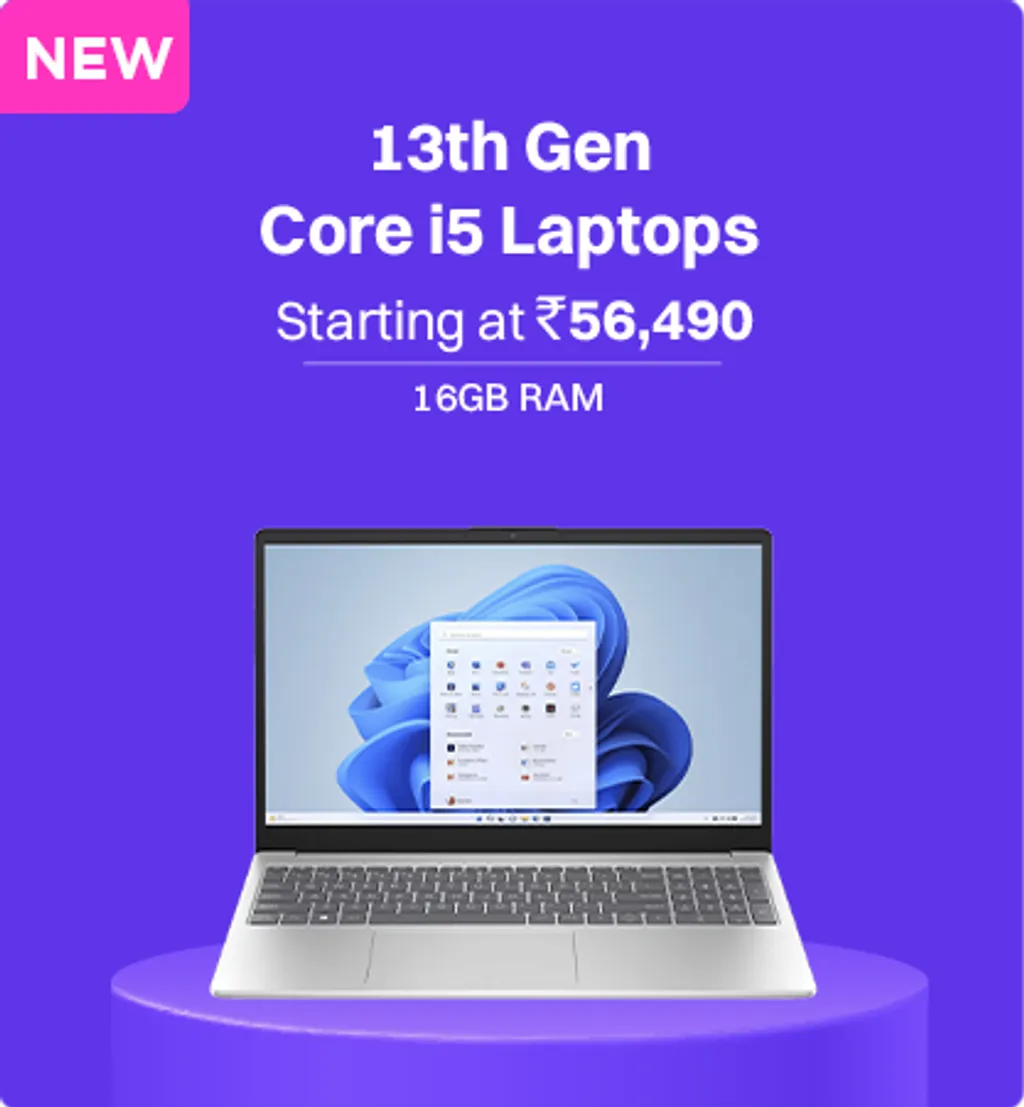 NEW
13th Gen
Core i5 Laptops
Starting at ₹56,490
16GB RAM